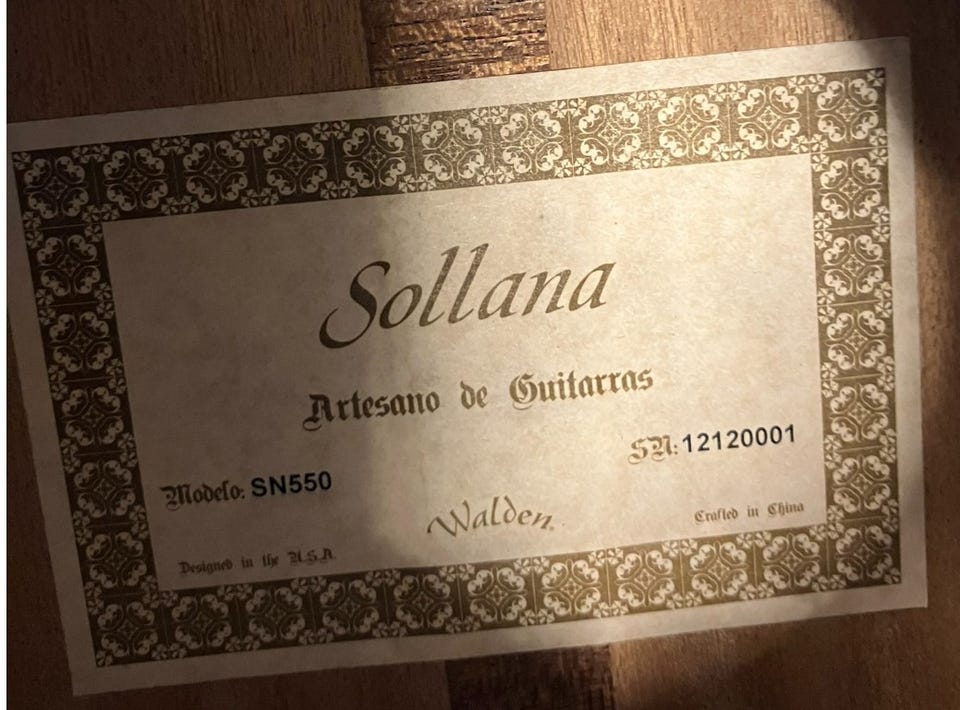 Sollana
Artesano de Guitarras
SN: 12120001
Modelo: SN550
Walden
Crafted in China
Designed in the U.S.A.